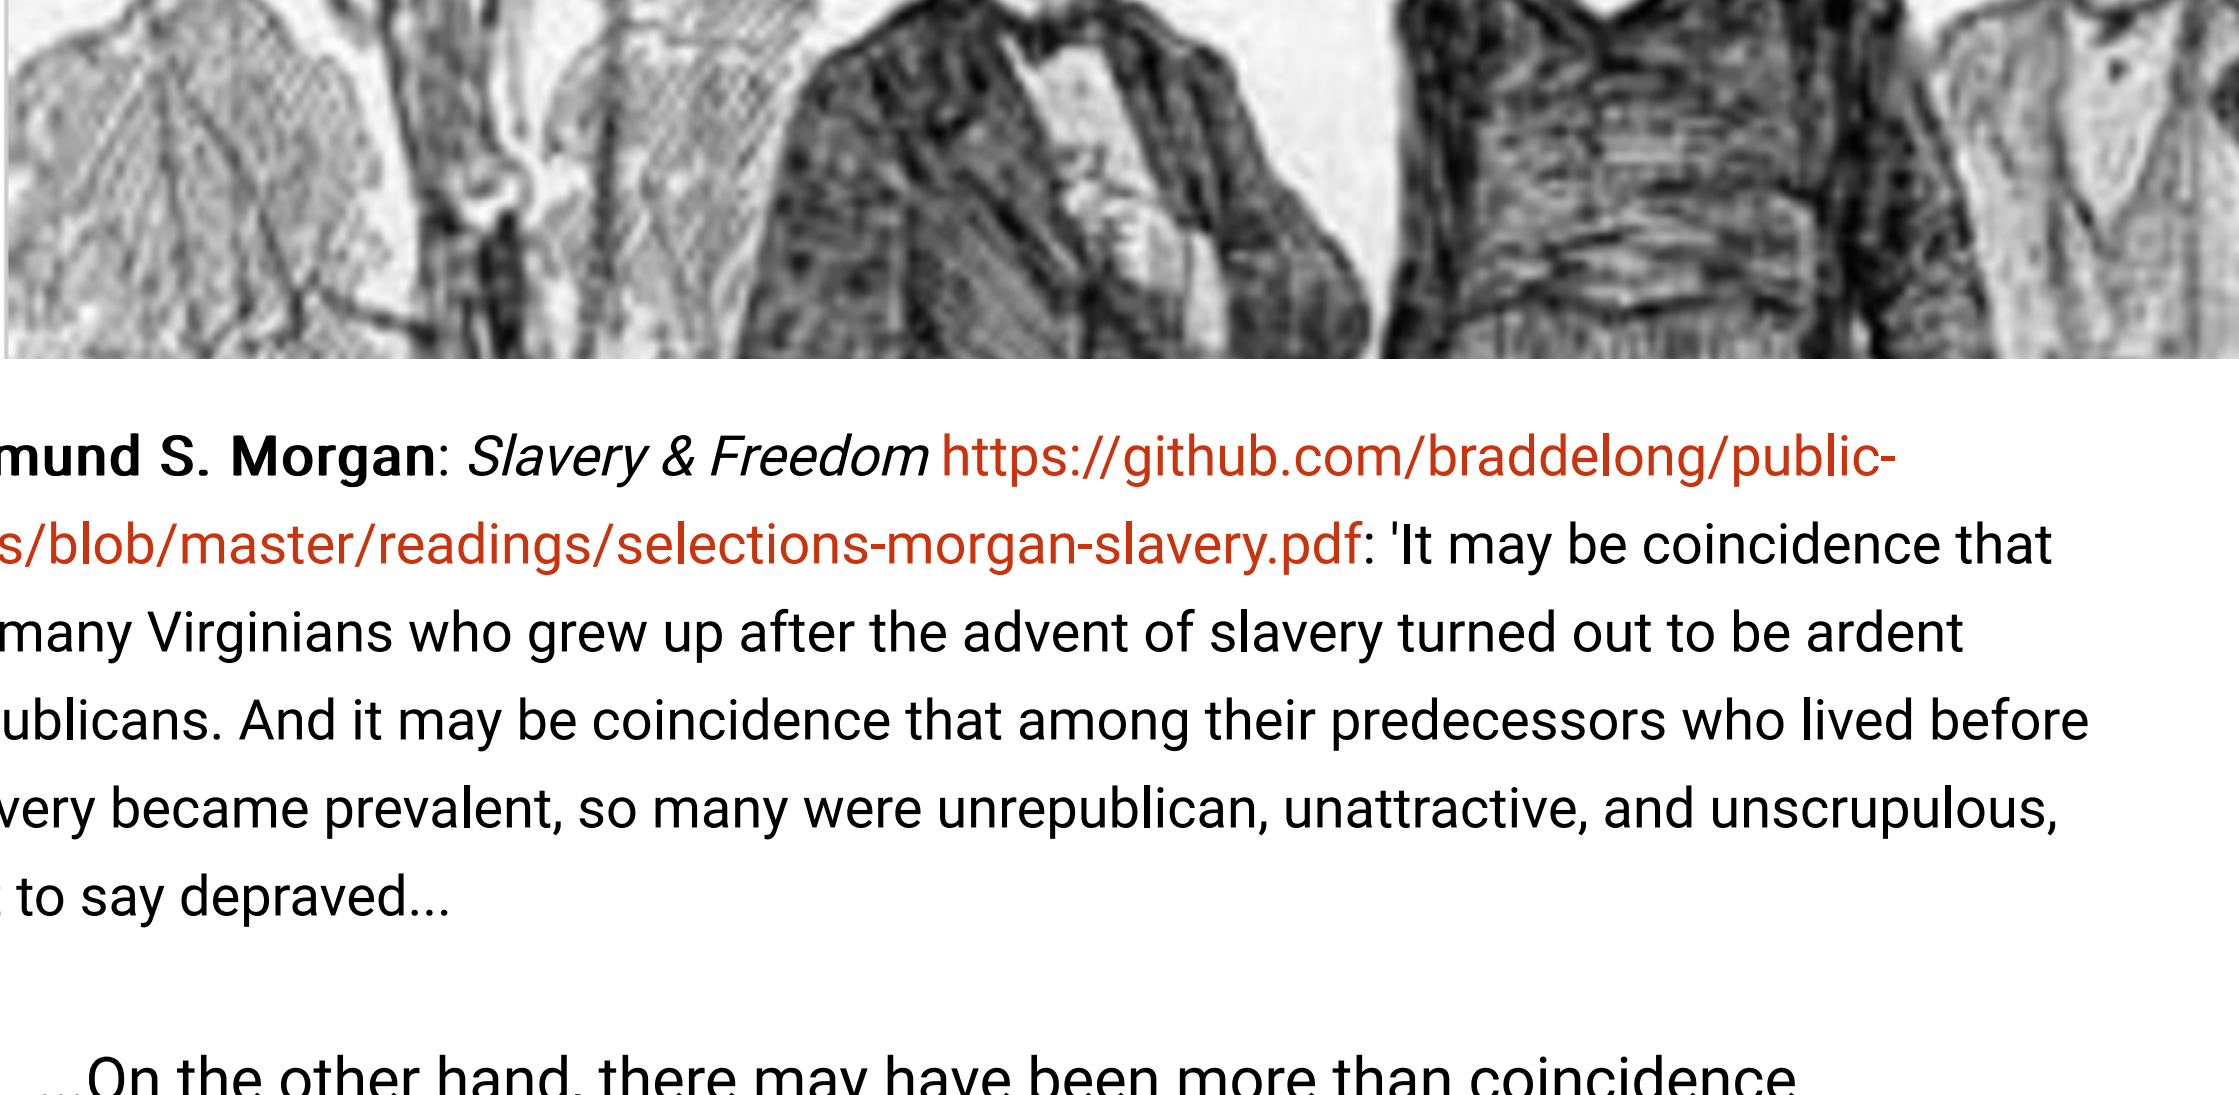 mund S. Morgan: Slavery & Freedom https://github.com/braddelong/public-
s/blob/master/readings/selections-morgan-slavery.pdf: 'It may be coincidence that
many Virginians who grew up after the advent of slavery turned out to be ardent
ublicans. And it may be coincidence that among their predecessors who lived before
very became prevalent, so many were unrepublican, unattractive, and unscrupulous,
to say depraved...
...On the other hand, there may have been more than coincidence